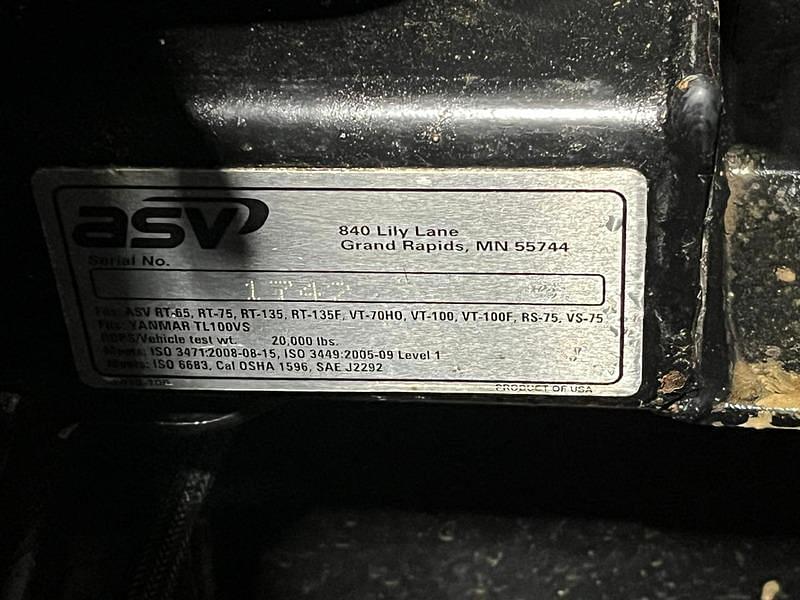 asv
840 Lily Lane
Grand Rapids, MN 55744
Serial No.
1742
Fits: ASV RT-65, RT-75, RT-135, RT-135F, VT-70HO, VT-100, VT-100F, RS-75, VS-75
Fits: YANMAR TL100VS
ROPS/Vehicle test wt. 20,000 lbs.
Meets: ISO 3471:2008-08-15, ISO 3449:2005-09 Level 1
Meets: ISO 6683, Cal OSHA 1596, SAE J2292
PRODUCT OF USA